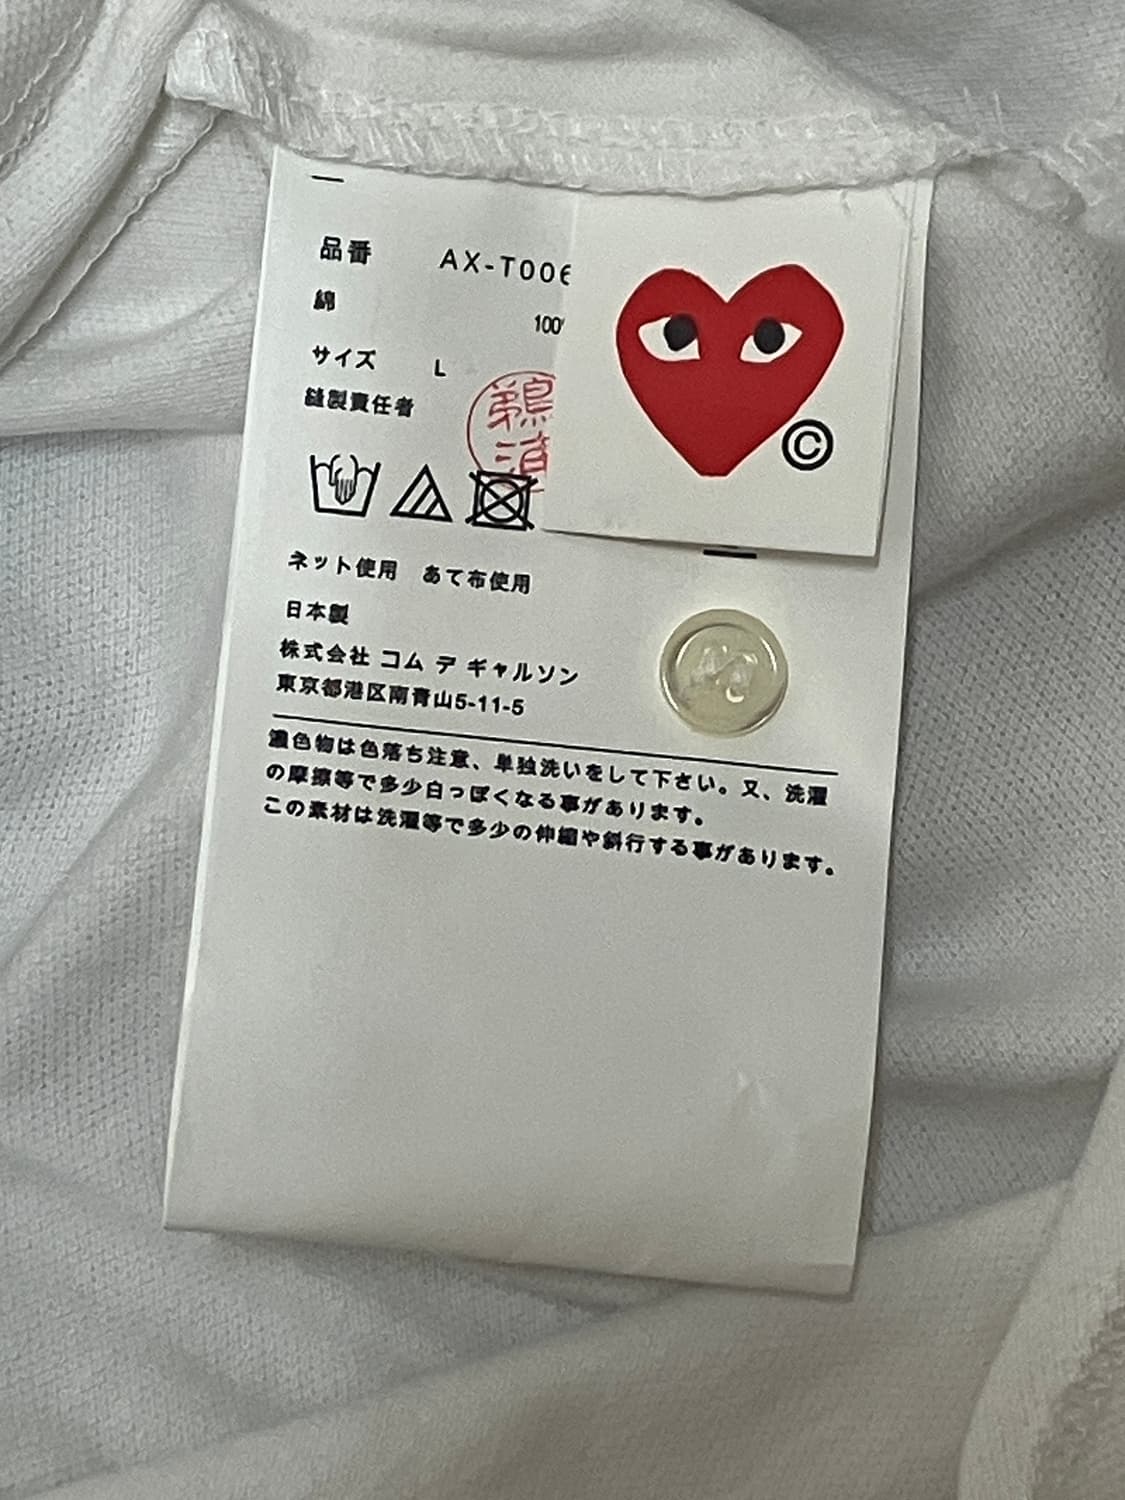 品番 AX-T006
綿 100%
サイズ L
縫製責任者
ネット使用 あて布使用
日本製
株式会社 コム デ ギャルソン
東京都港区南青山5-11-5
濃色物は色落ち注意、単独洗いをして下さい。又、洗濯
の摩擦等で多少白っぽくなる事があります。
この素材は洗濯等で多少の伸縮や斜行する事があります。
©